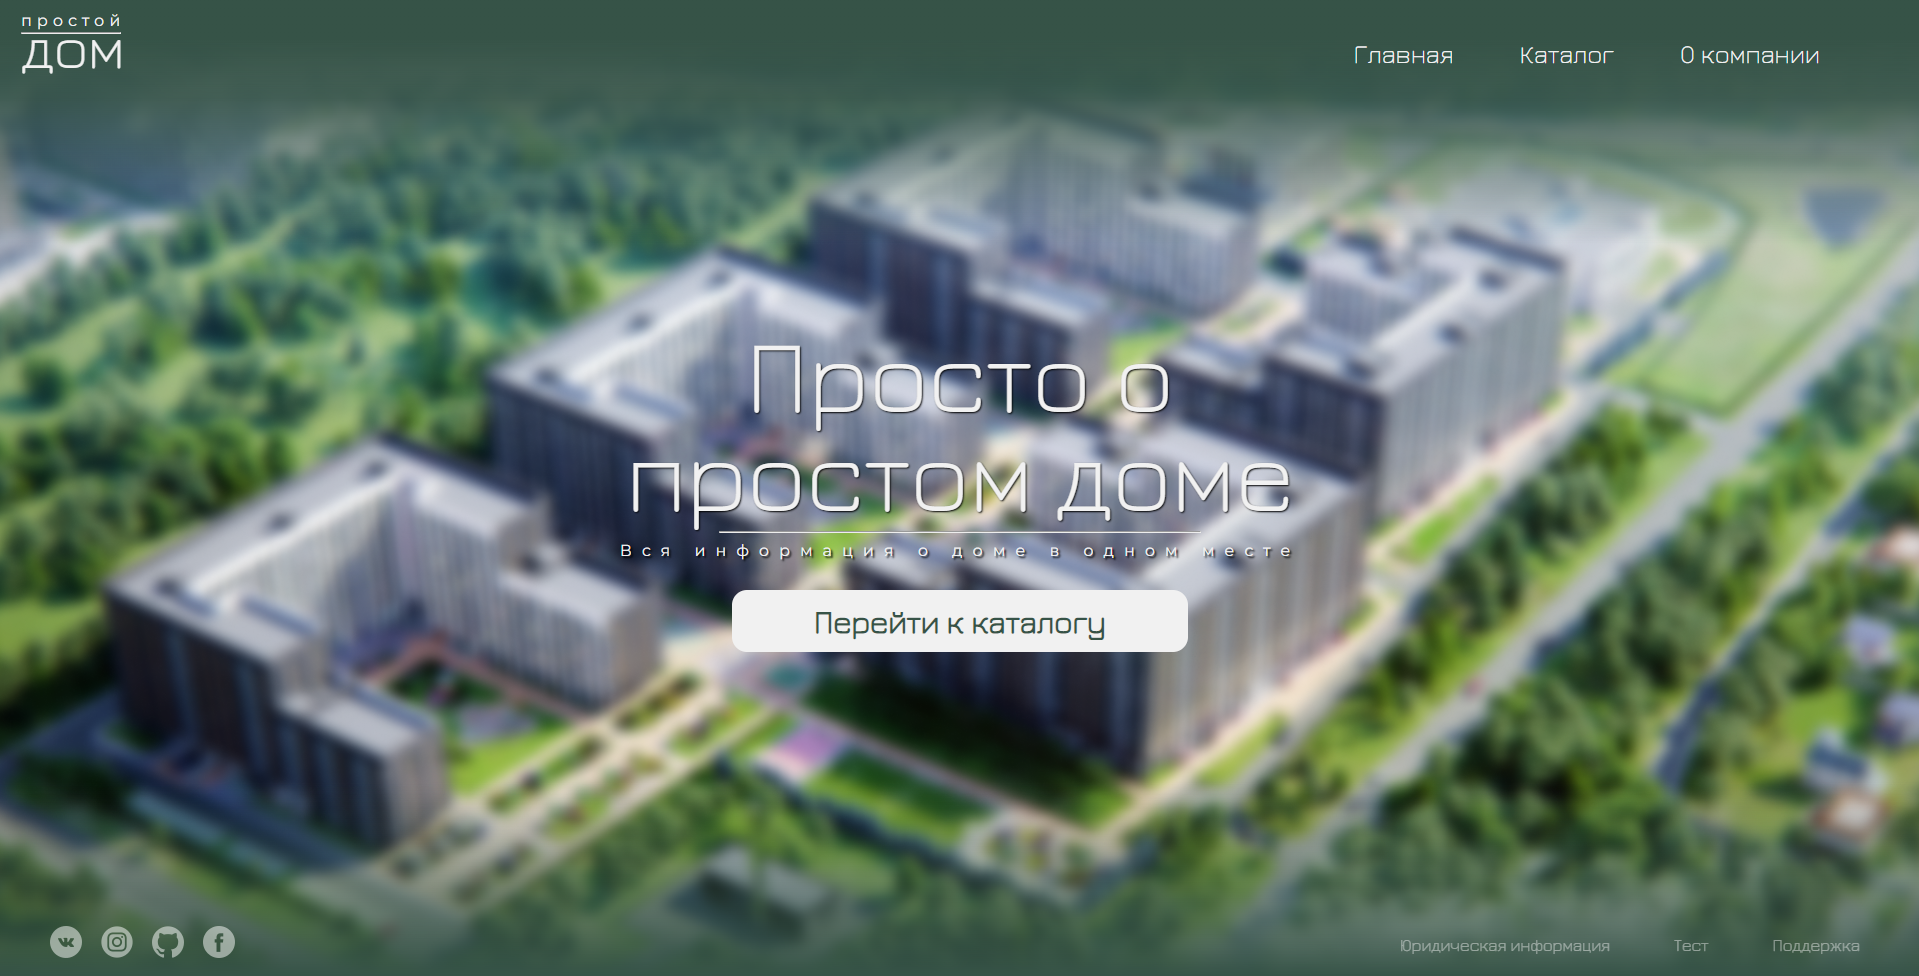 простой
ДОМ
Главная
Каталог
О компании
Просто о
простом доме
Вся информация о доме в одном месте
Перейти к каталогу
Юридическая информация
Тест
Поддержка